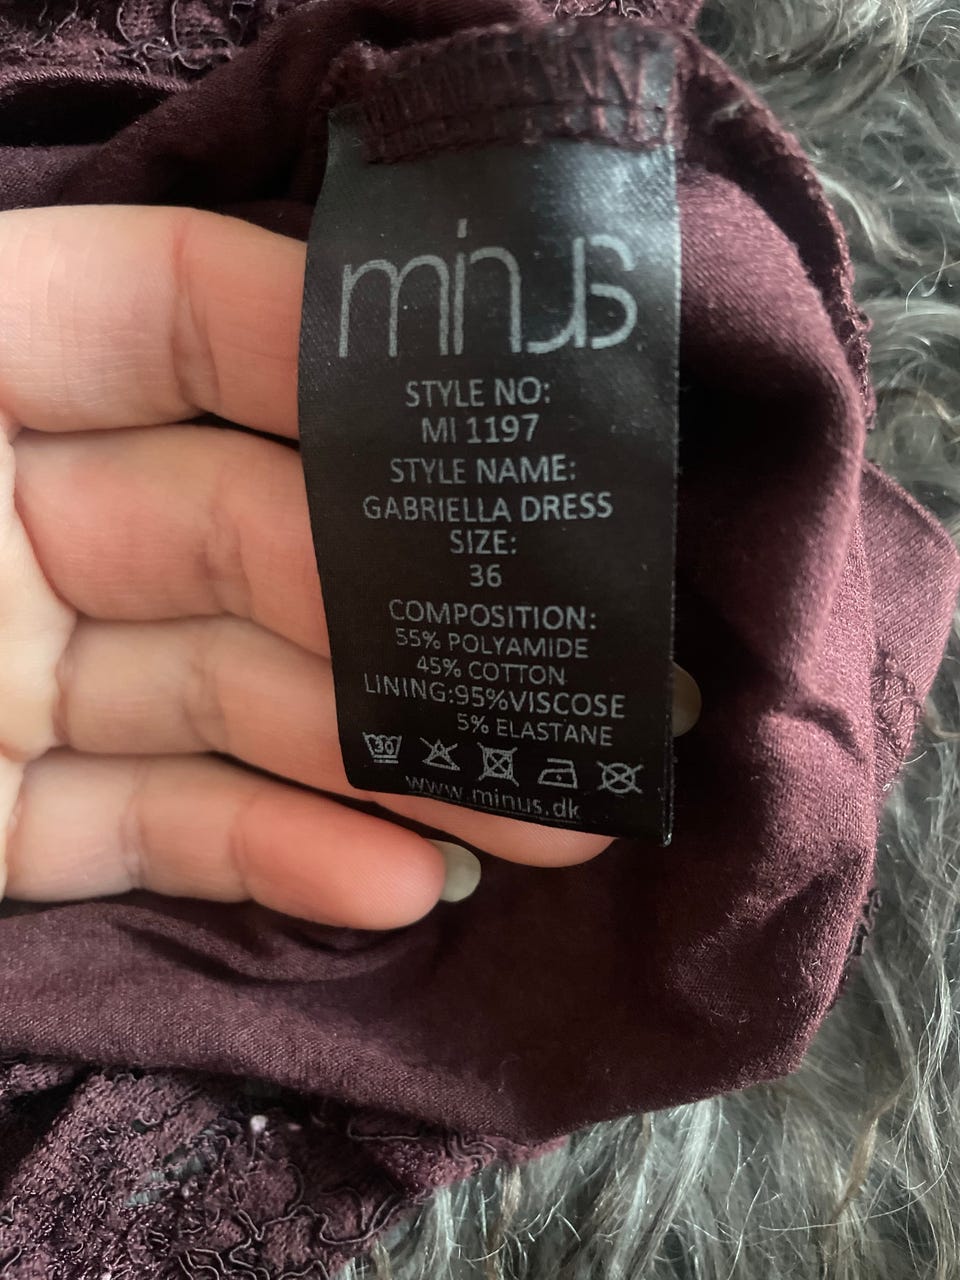 minus
STYLE NO:
MI 1197
STYLE NAME:
GABRIELLA DRESS
SIZE:
36
COMPOSITION:
55% POLYAMIDE
45% COTTON
LINING:95%VISCOSE
5% ELASTANE
30
www.minus.dk